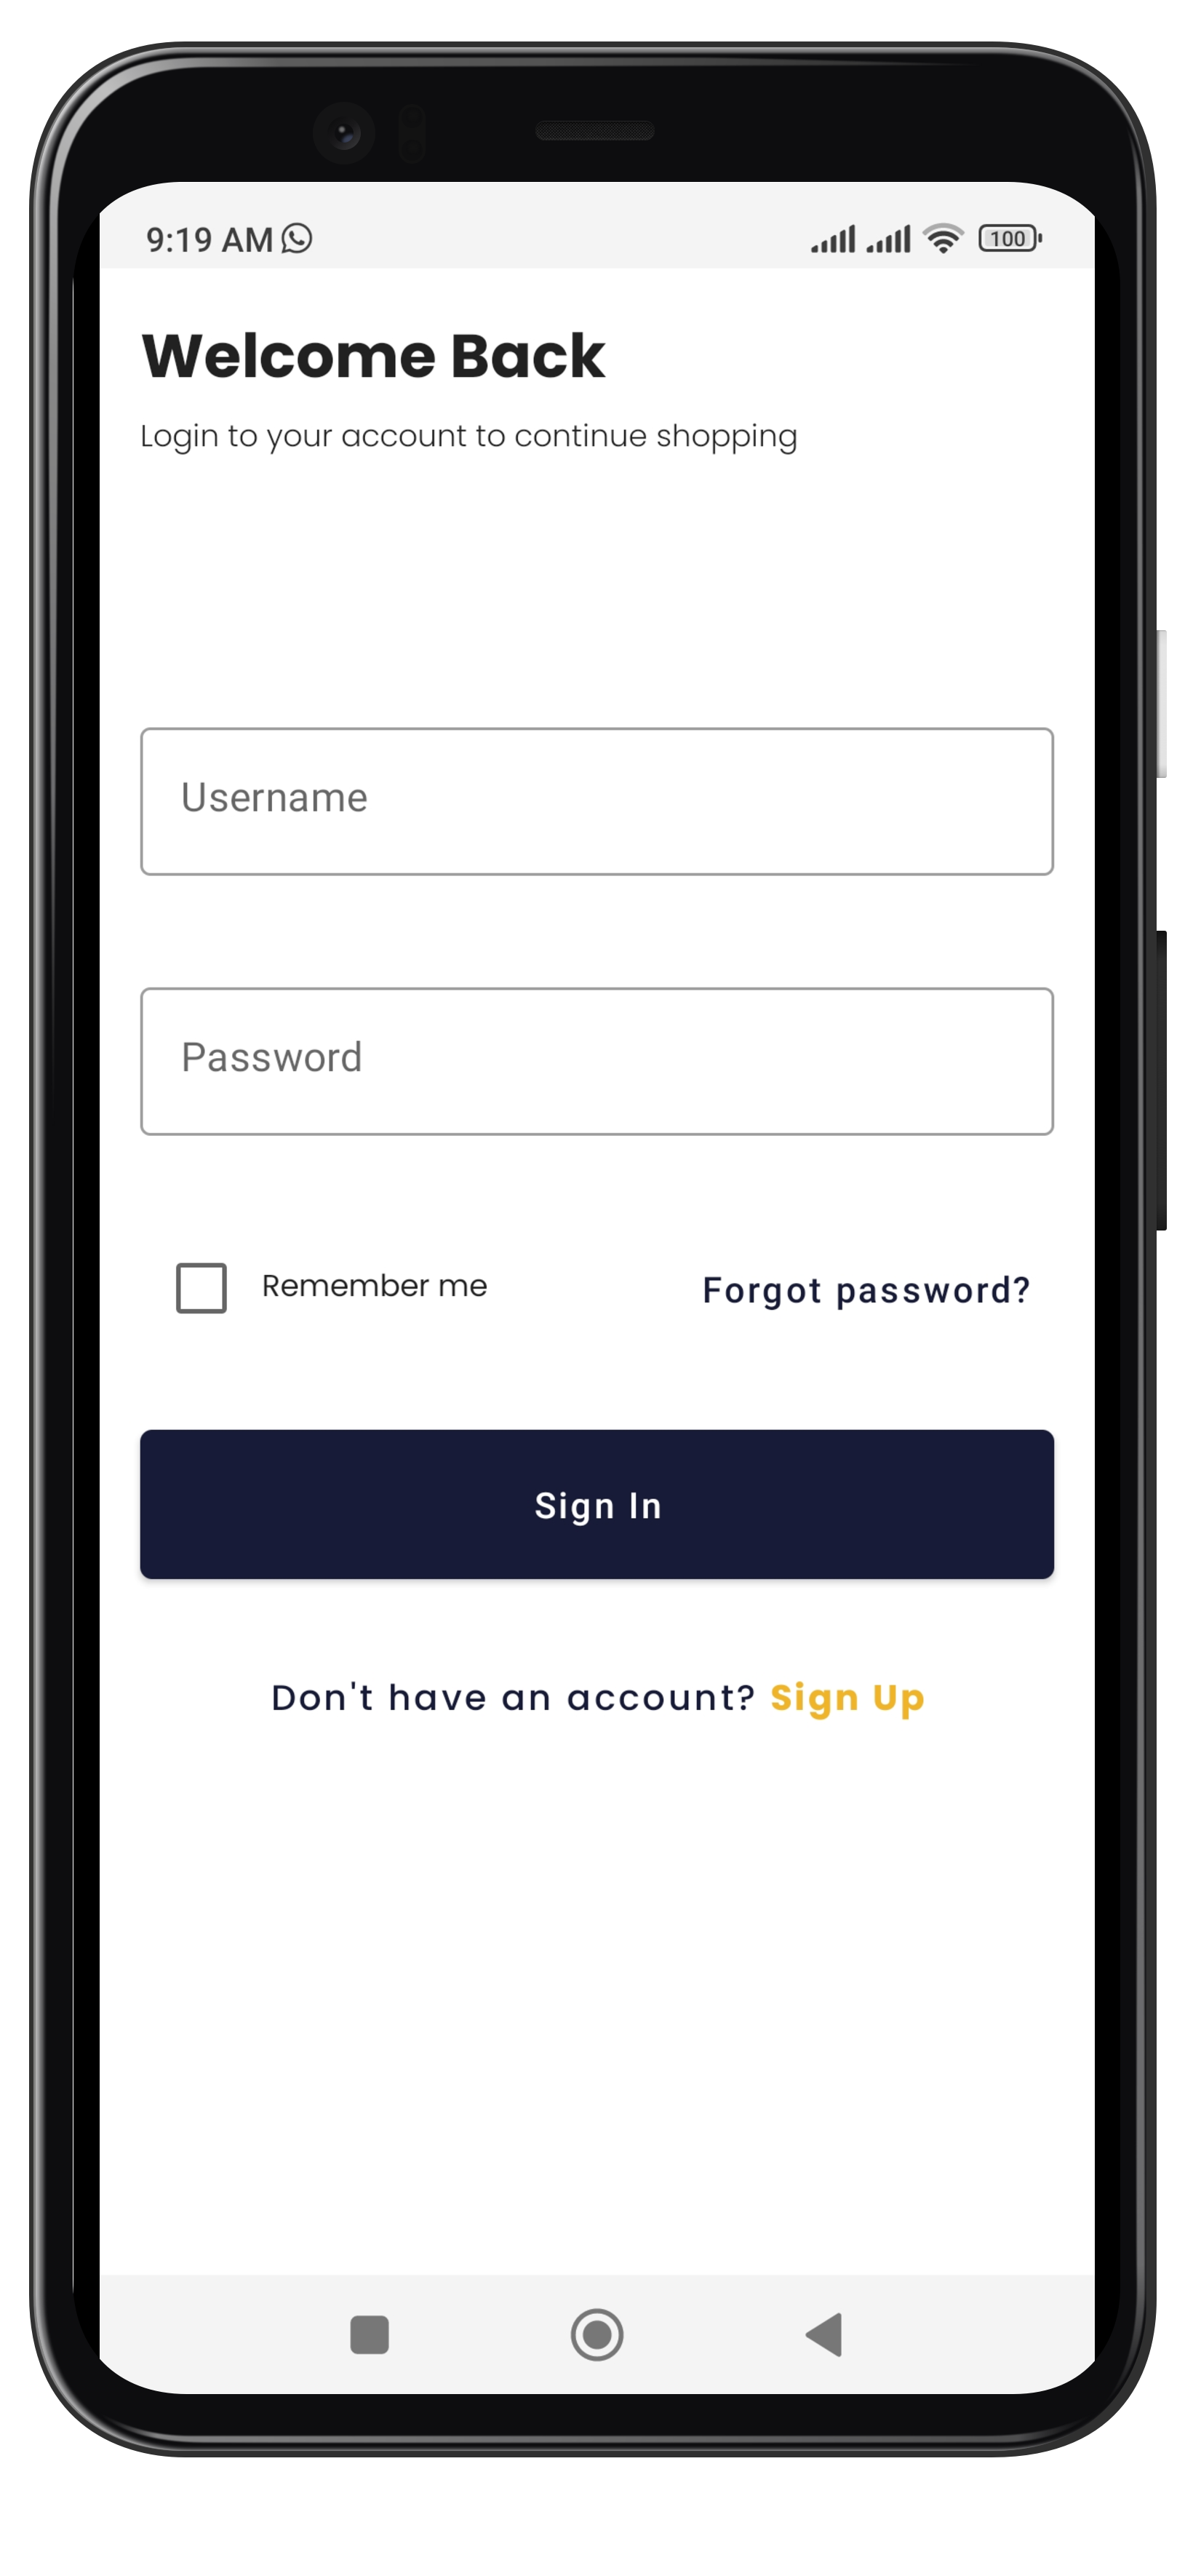 9:19 AM 100
Welcome Back
Login to your account to continue shopping
Username
Password
Remember me Forgot password?
Sign In
Don't have an account? Sign Up